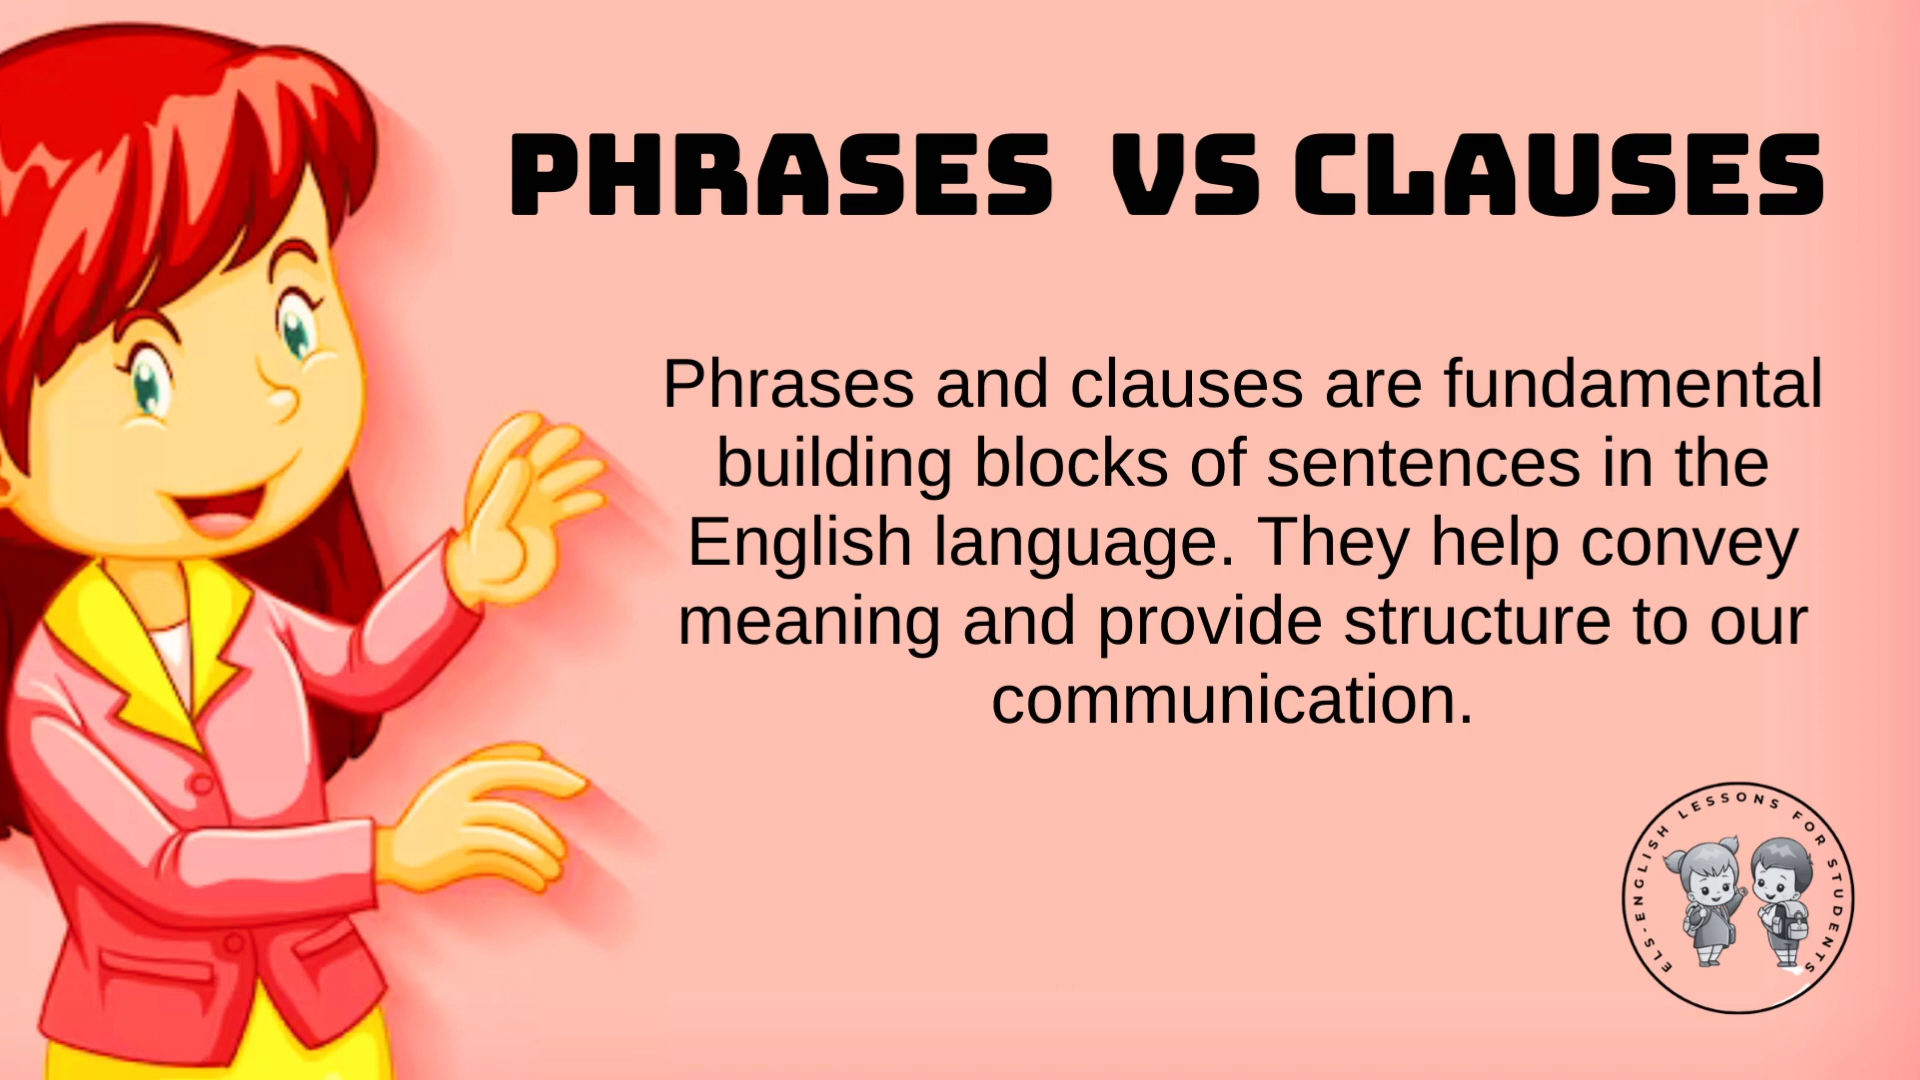 PHRASES VS CLAUSES
Phrases and clauses are fundamental
building blocks of sentences in the
English language. They help convey
meaning and provide structure to our
communication.
ELS-ENGLISH LESSONS FOR STUDENTS